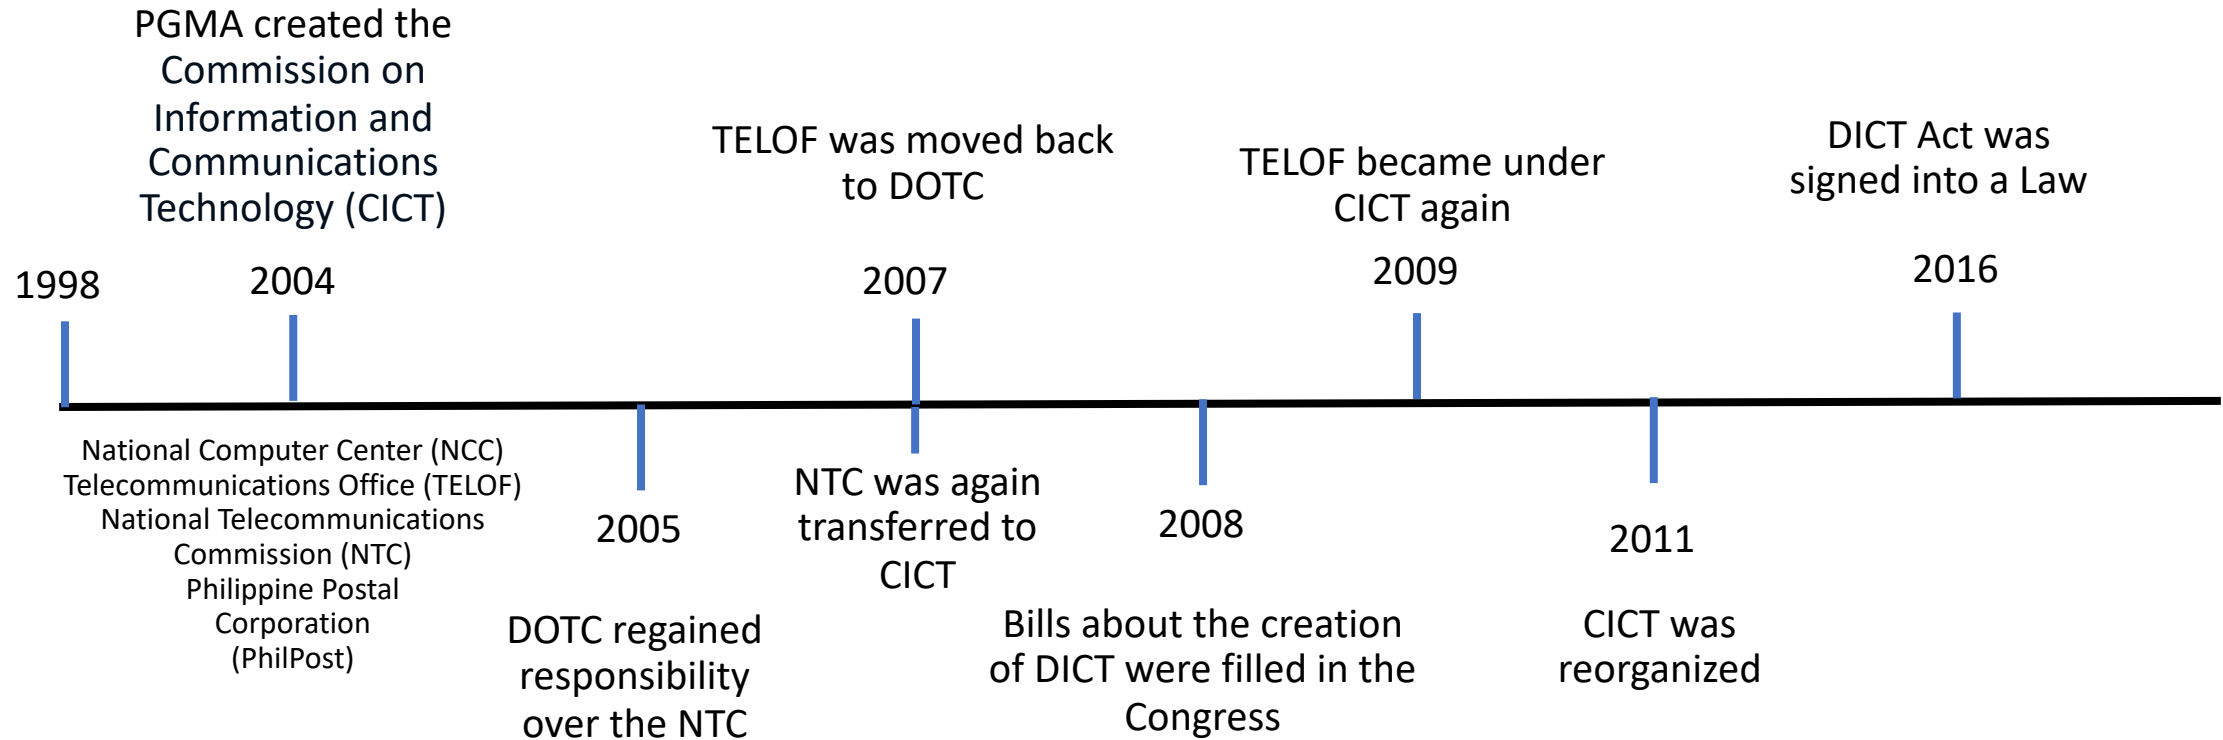 PGMA created the
Commission on
Information and
Communications
Technology (CICT)
1998
2004
National Computer Center (NCC)
Telecommunications Office (TELOF)
National Telecommunications
Commission (NTC)
Philippine Postal
Corporation
(PhilPost)
2005
DOTC regained
responsibility
over the NTC
TELOF was moved back
to DOTC
2007
NTC was again
transferred to
CICT
2008
Bills about the creation
of DICT were filled in the
Congress
TELOF became under
CICT again
2009
2011
CICT was
reorganized
DICT Act was
signed into a Law
2016